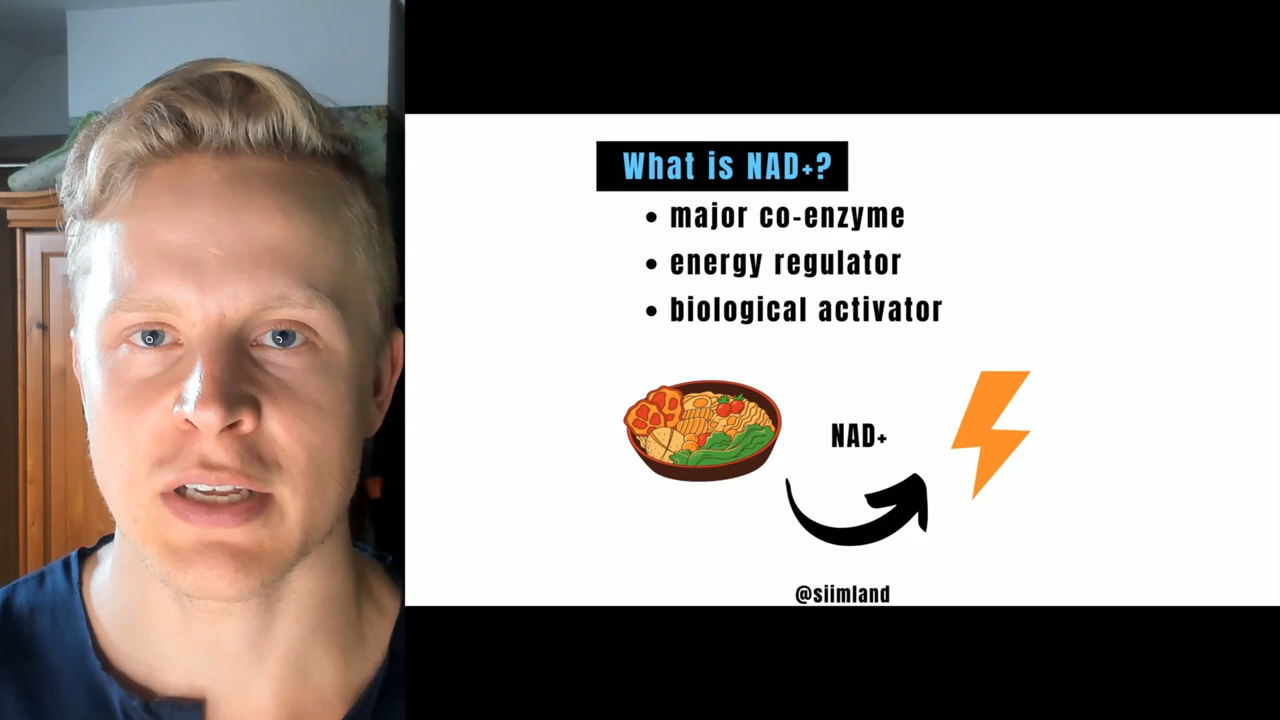 What is NAD+?
• major co-enzyme
• energy regulator
• biological activator
NAD+
@siimland